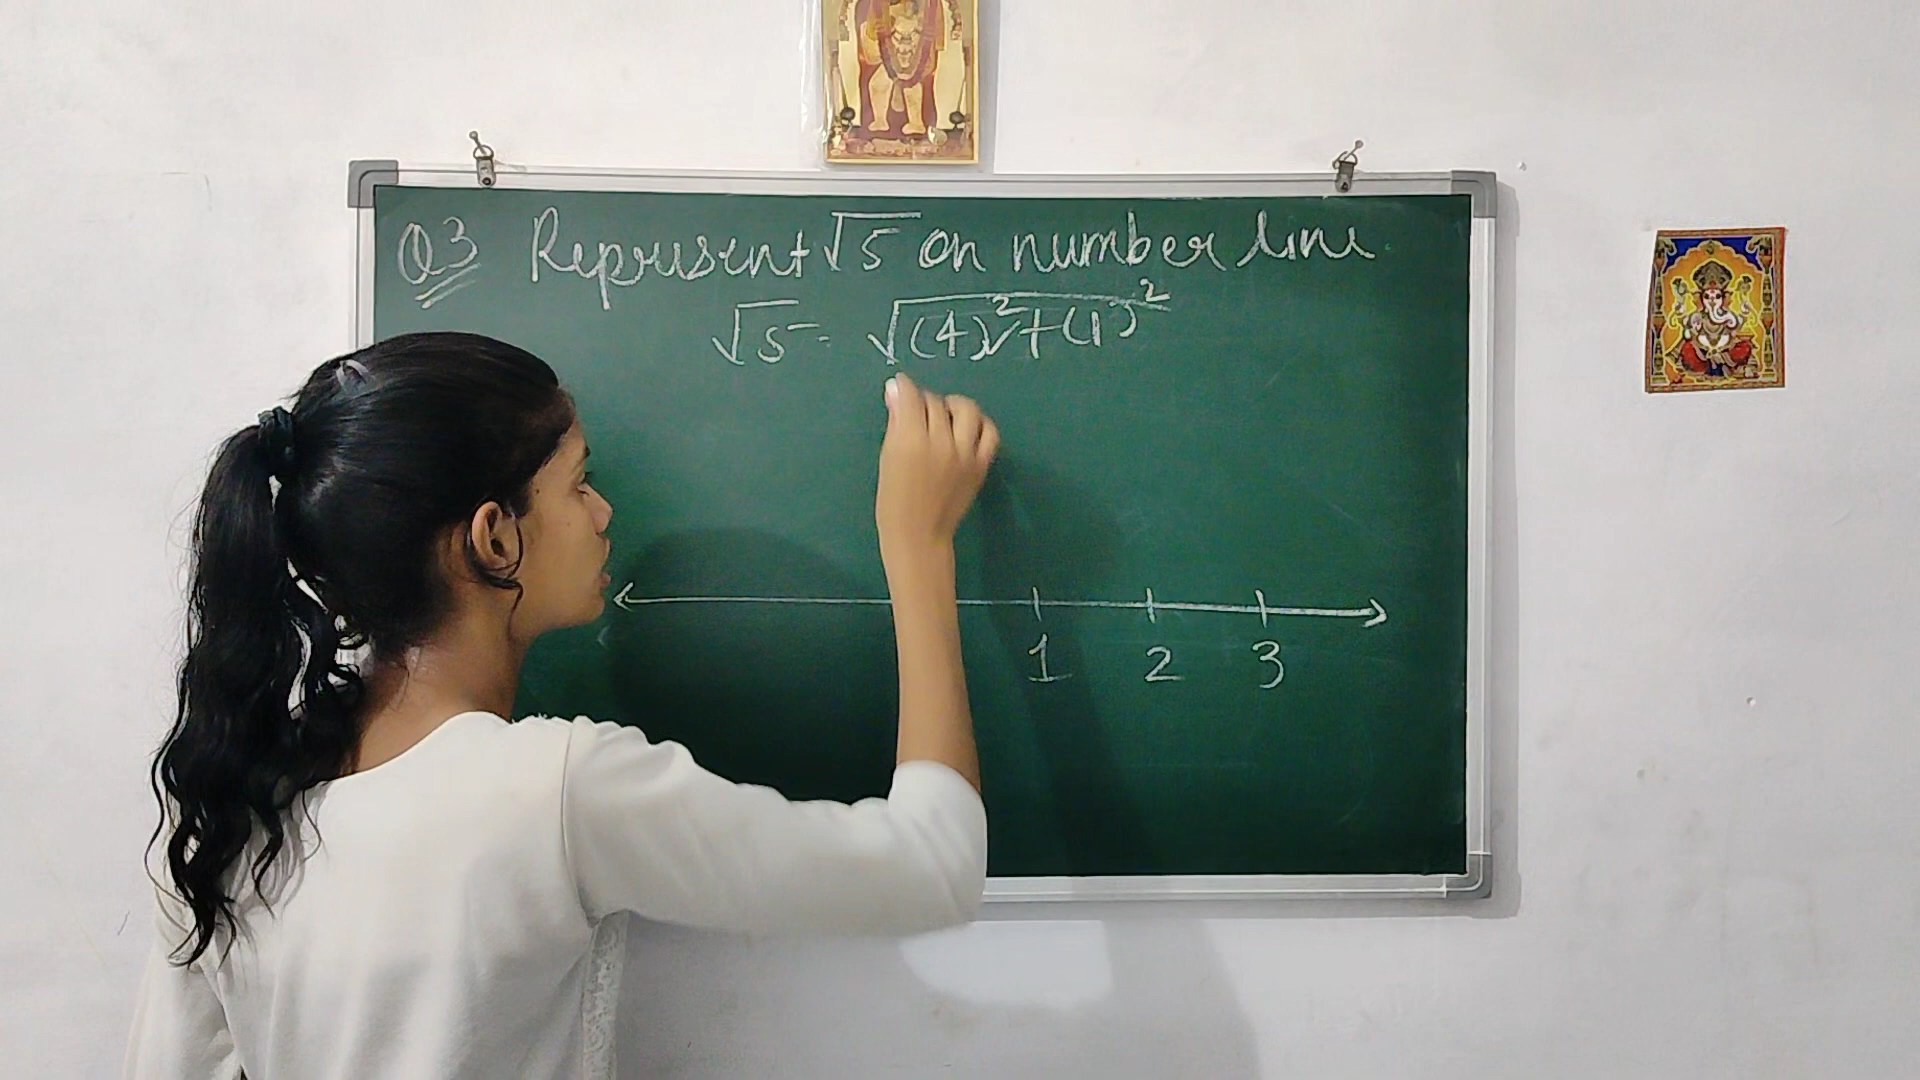 Q3 Represent √5 on number line.
√5 = √(4)²+(1)²
1 2 3